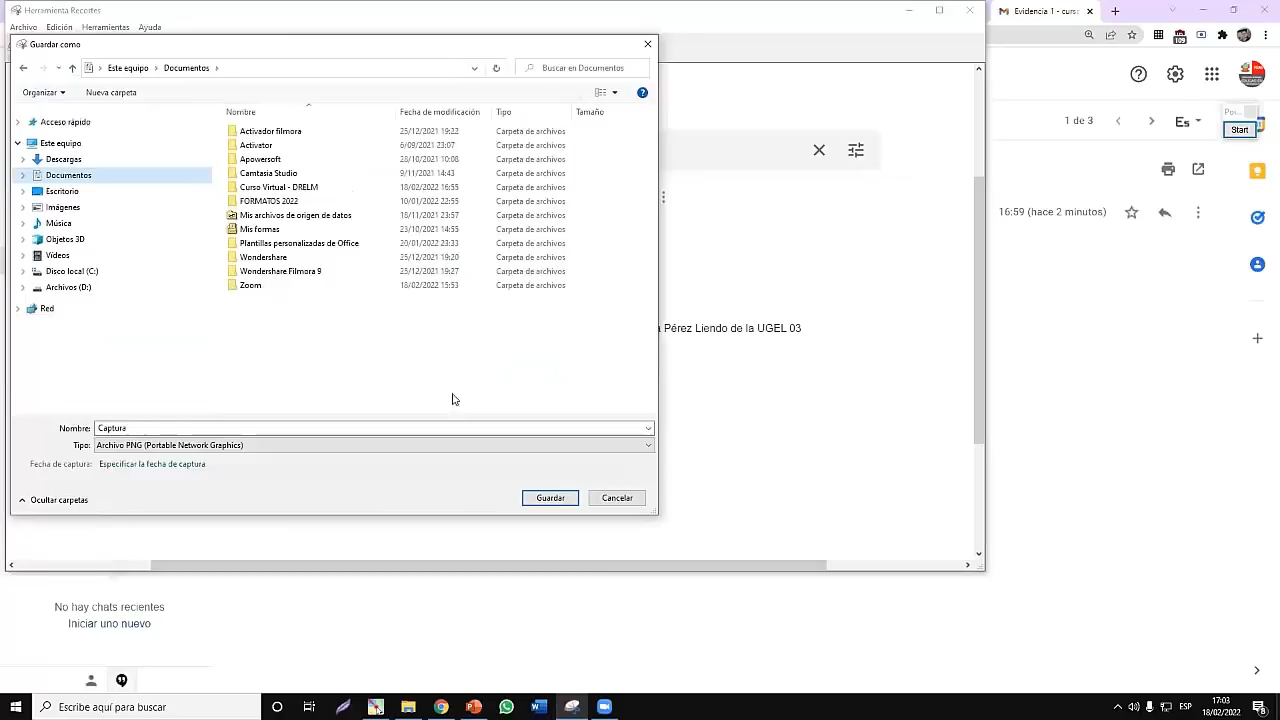 Herramienta Recortes
Evidencia 1 - curs
Archivo Edición Herramientas Ayuda
Guardar como
109
Este equipo Documentos
Buscar en Documentos
Organizar Nueva carpeta
Nombre Fecha de modificación Tipo Tamaño
Acceso rápido
Este equipo
Descargas
Documentos
Escritorio
Imágenes
Música
Objetos 3D
Vídeos
Disco local (C:)
Archivos (D:)
Red
Activador filmora 25/12/2021 19:22 Carpeta de archivos
Activator 6/09/2021 23:07 Carpeta de archivos
Apowersoft 28/10/2021 10:08 Carpeta de archivos
Camtasia Studio 9/11/2021 14:43 Carpeta de archivos
Curso Virtual - DRELM 18/02/2022 16:55 Carpeta de archivos
FORMATOS 2022 10/01/2022 22:55 Carpeta de archivos
Mis archivos de origen de datos 18/11/2021 23:57 Carpeta de archivos
Mis formas 23/10/2021 14:55 Carpeta de archivos
Plantillas personalizadas de Office 20/01/2022 23:33 Carpeta de archivos
Wondershare 25/12/2021 19:20 Carpeta de archivos
Wondershare Filmora 9 25/12/2021 19:27 Carpeta de archivos
Zoom 18/02/2022 15:53 Carpeta de archivos
1 de 3
Es
Start
16:59 (hace 2 minutos)
a Pérez Liendo de la UGEL 03
Nombre: Captura
Tipo: Archivo PNG (Portable Network Graphics)
Fecha de captura: Especificar la fecha de captura
Ocultar carpetas
Guardar Cancelar
No hay chats recientes
Iniciar uno nuevo
Escribe aquí para buscar
ESP
17:03
18/02/2022